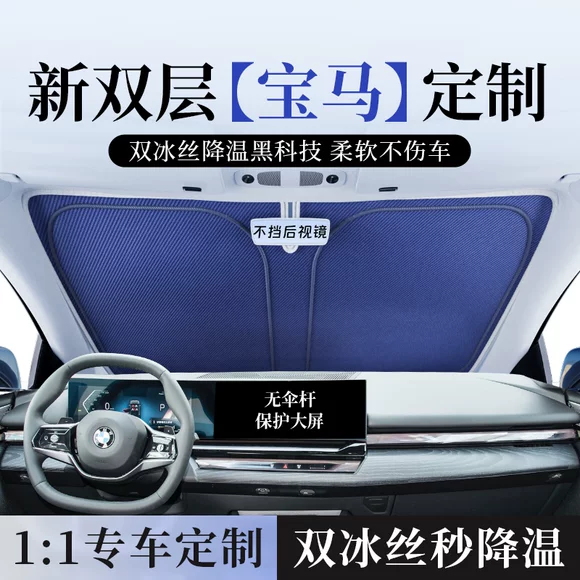 新双层【宝马】定制
双冰丝降温黑科技 柔软不伤车
不挡后视镜
无伞杆
保护大屏
1:1专车定制
双冰丝秒降温